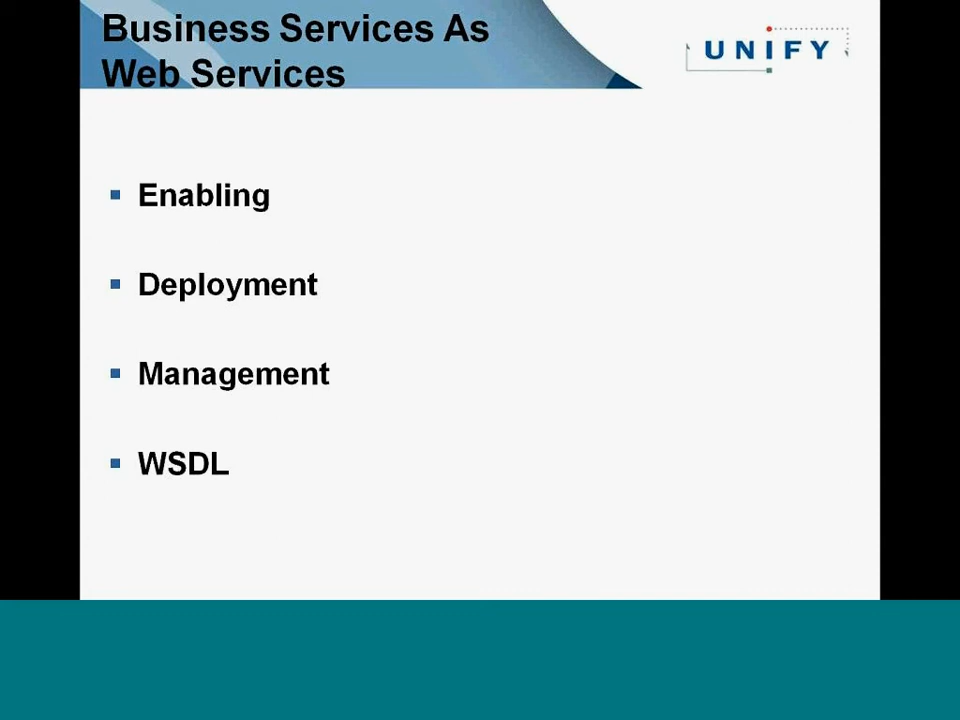 Business Services As
Web Services
UNIFY
Enabling
Deployment
Management
WSDL